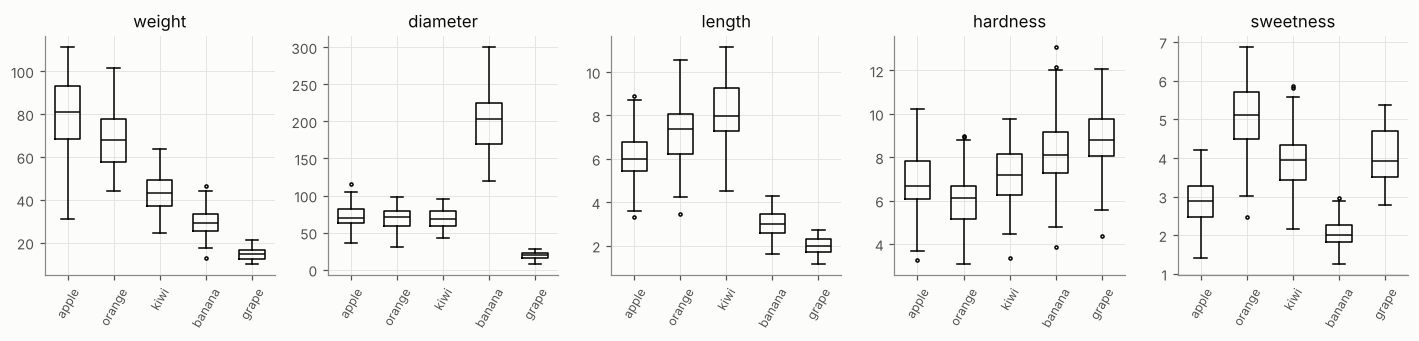 weight
100
80
60
40
20
apple
orange
kiwi
banana
grape
diameter
300
250
200
150
100
50
0
apple
orange
kiwi
banana
grape
length
10
8
6
4
2
apple
orange
kiwi
banana
grape
hardness
12
10
8
6
4
apple
orange
kiwi
banana
grape
sweetness
7
6
5
4
3
2
1
apple
orange
kiwi
banana
grape